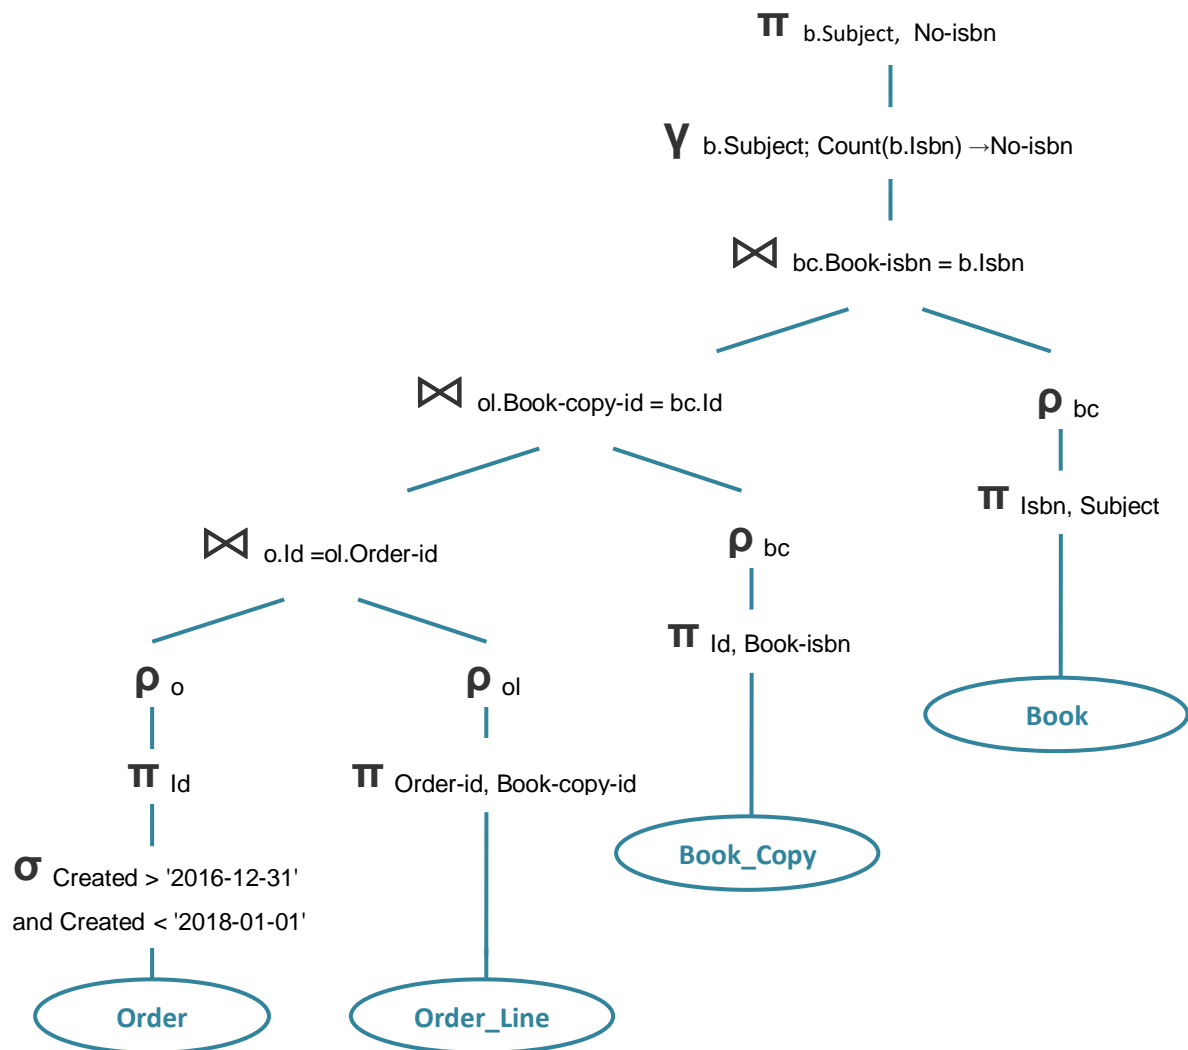 π b.Subject, No-isbn
γ b.Subject; Count(b.Isbn) →No-isbn
⋈ bc.Book-isbn = b.Isbn
⋈ ol.Book-copy-id = bc.Id
ρ bc
π Isbn, Subject
⋈ o.Id =ol.Order-id
ρ bc
π Id, Book-isbn
ρ o
ρ ol
Book
π Id
π Order-id, Book-copy-id
Book_Copy
σ Created > '2016-12-31'
and Created < '2018-01-01'
Order
Order_Line